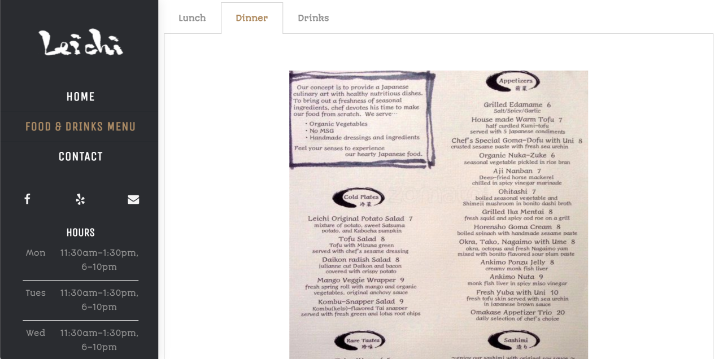 Leichi
HOME
FOOD & DRINKS MENU
CONTACT
HOURS
Mon 11:30am–1:30pm,
6–10pm
Tues 11:30am–1:30pm,
6–10pm
Wed 11:30am–1:30pm,
6–10pm
Lunch Dinner Drinks
Our concept is to provide a Japanese
culinary art with healthy nutritious dishes.
To bring out a freshness of seasonal
ingredients, chef devotes his time to make
our food from scratch. We serve
• Organic Vegetables
• No MSG
• Handmade dressings and ingredients
Feel your senses to experience
our hearty Japanese food.
Cold Plates
冷菜
Leichi Original Potato Salad 7
mixture of potato, sweet Satsuma
potato, and Kabocha pumpkin
Tofu Salad 8
Tofu with Mizuna green
served with chef's sesame dressing
Daikon radish Salad 8
julianne cut Daikon and bacon
covered with crispy potato
Mango Veggie Wrapper 9
fresh spring roll with mango and organic
vegetables, original anchovy sauce
Kombu-Snapper Salad 9
Kombu(kelp)-flavored Tai snapper
served with fresh green and lotus root chips
Rare Tastes
珍味
Appetizers
前菜
Grilled Edamame 6
Salt/Spicy/Garlic
House made Warm Tofu 7
half curdled Kumi-tofu
served with 3 Japanese condiments
Chef's Special Goma-Dofu with Uni 8
crusted sesame paste with fresh sea urchin
Organic Nuka-Zuke 6
seasonal vegetable pickled in rice bran
Aji Nanban 7
Deep-fried horse mackerel
chilled in spicy vinegar marinade
Ohitashi 7
boiled seasonal vegetable and
Shimeji mushroom in bonito dashi broth
Grilled Ika Mentai 8
fresh squid and spicy cod roe on a grill
Horensho Goma Cream 8
boiled spinach with handmade sesame paste
Okra, Tako, Nagaimo with Ume 8
okra, octopus and fresh Nagaimo yam
mixed with bonito flavored sour plum paste
Ankimo Ponzu Jelly 8
creamy monk fish liver
Ankimo Nuta 9
monk fish liver in spicy miso vinegar
Fresh Yuba with Uni 10
fresh tofu skin served with sea urchin
in Japanese brown sauce
Omakase Appetizer Trio 20
daily selection of chef's choice
Sashimi
造り